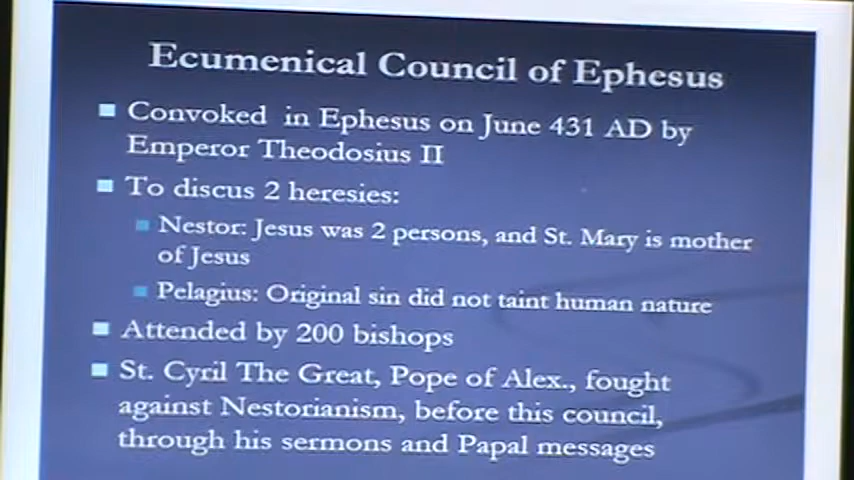 Ecumenical Council of Ephesus
Convoked in Ephesus on June 431 AD by
Emperor Theodosius II
To discus 2 heresies:
Nestor: Jesus was 2 persons, and St. Mary is mother
of Jesus
Pelagius: Original sin did not taint human nature
Attended by 200 bishops
St. Cyril The Great, Pope of Alex., fought
against Nestorianism, before this council,
through his sermons and Papal messages